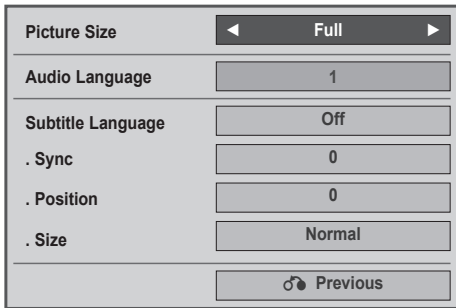 Picture Size ◀ Full ▶
Audio Language 1
Subtitle Language Off
. Sync 0
. Position 0
. Size Normal
Previous